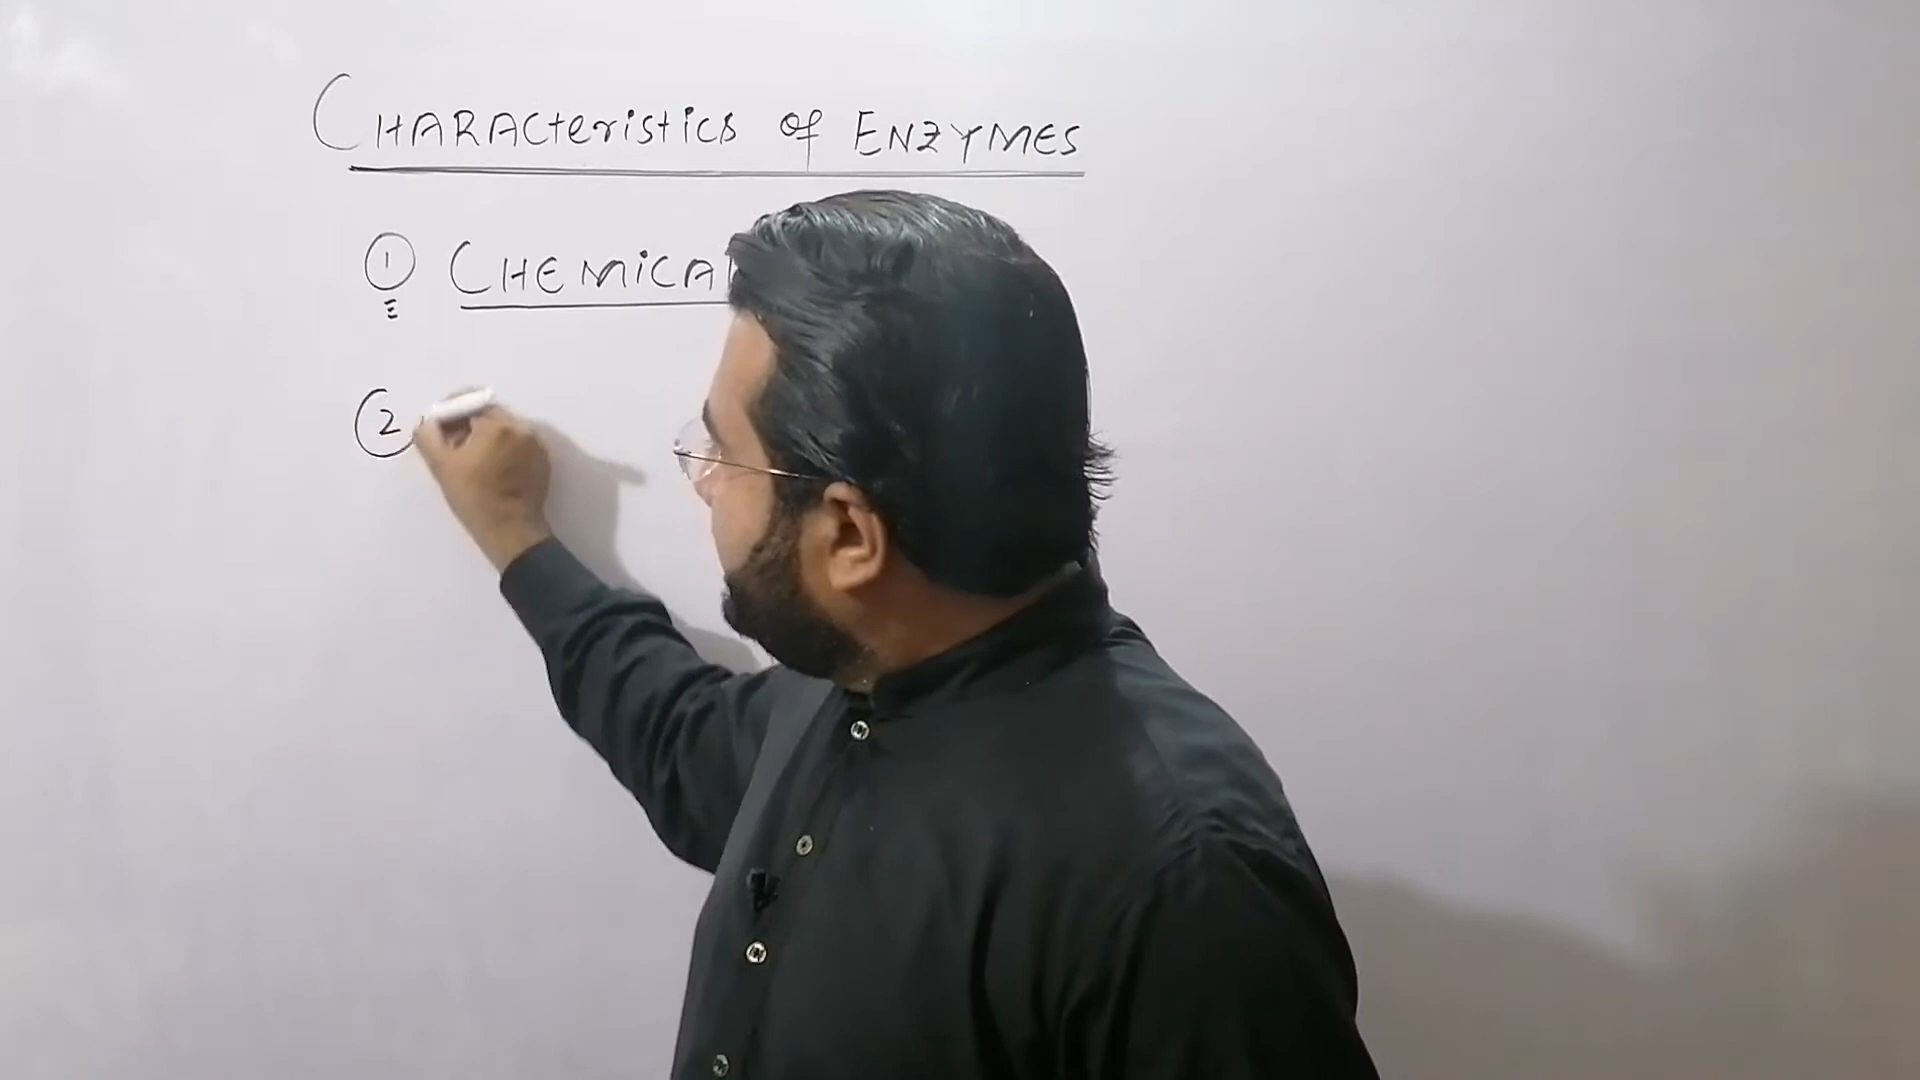 CHARACteristics of ENZYMES
① CHEMICA
②